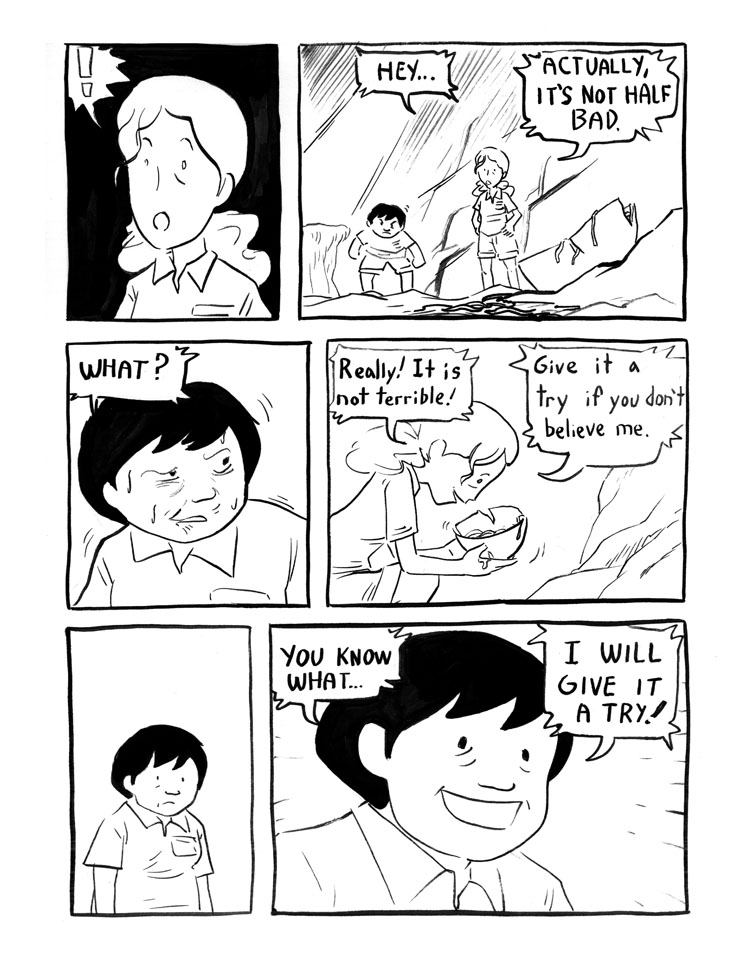 !
HEY...
ACTUALLY,
IT'S NOT HALF
BAD.
WHAT?
Really! It is
not terrible!
Give it a
try if you don't
believe me.
YOU KNOW
WHAT...
I WILL
GIVE IT
A TRY!